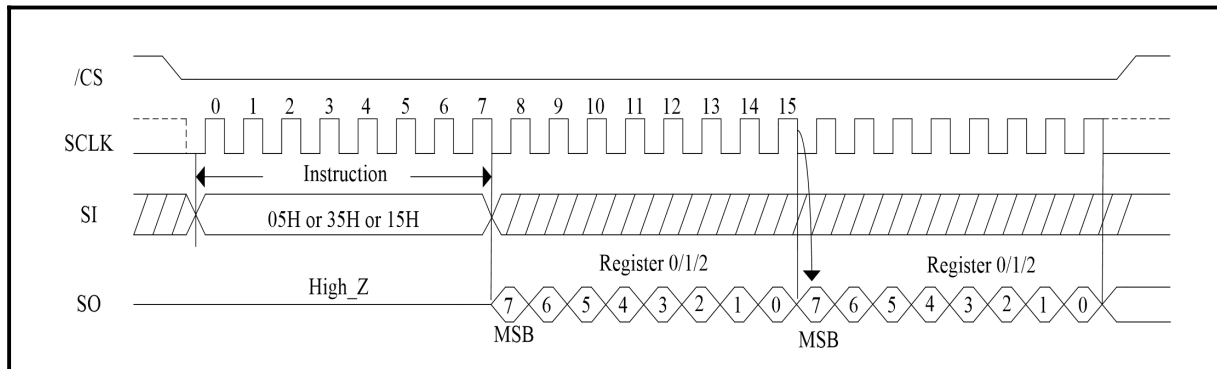 /CS
0 1 2 3 4 5 6 7 8 9 10 11 12 13 14 15
SCLK
Instruction
SI
05H or 35H or 15H
Register 0/1/2 Register 0/1/2
High_Z
SO
7 6 5 4 3 2 1 0 7 6 5 4 3 2 1 0
MSB MSB